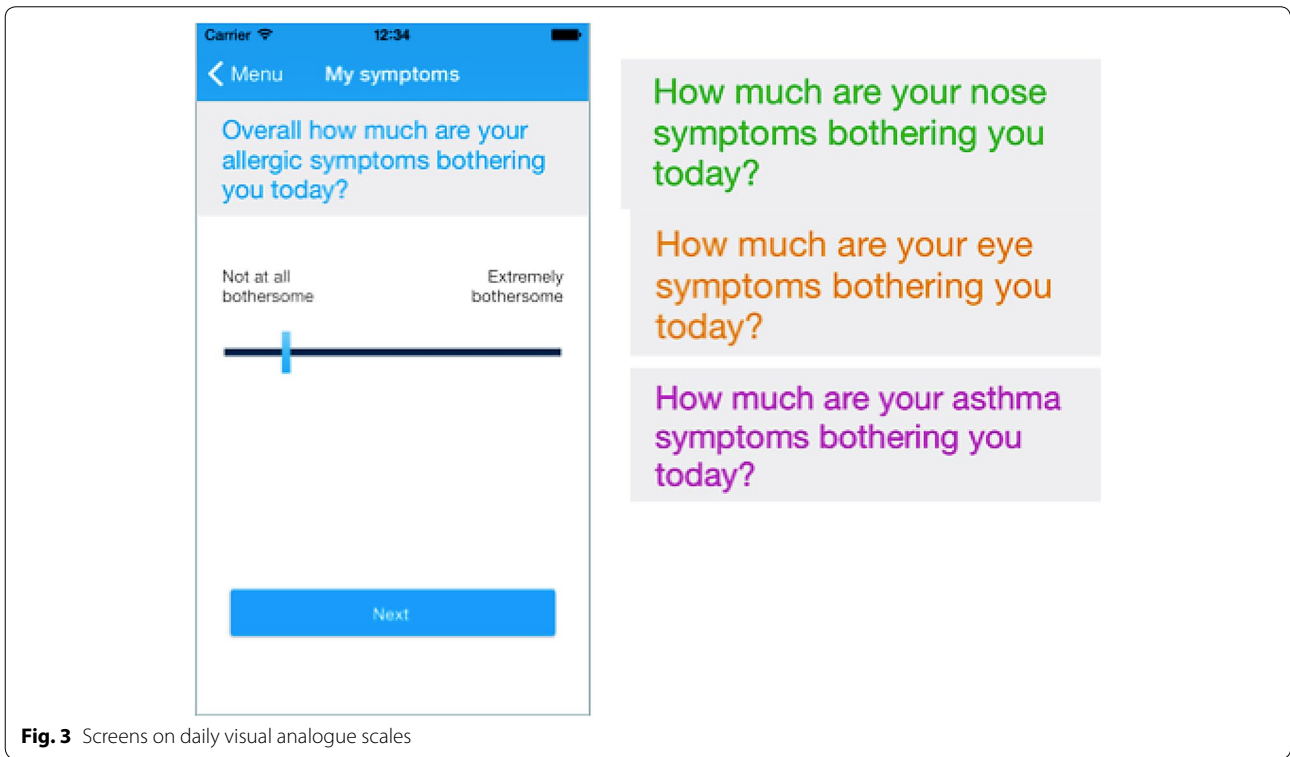 Carrier 12:34
Menu My symptoms
Overall how much are your
allergic symptoms bothering
you today?
Not at all
bothersome
Extremely
bothersome
Next
How much are your nose
symptoms bothering you
today?
How much are your eye
symptoms bothering you
today?
How much are your asthma
symptoms bothering you
today?
Fig. 3 Screens on daily visual analogue scales